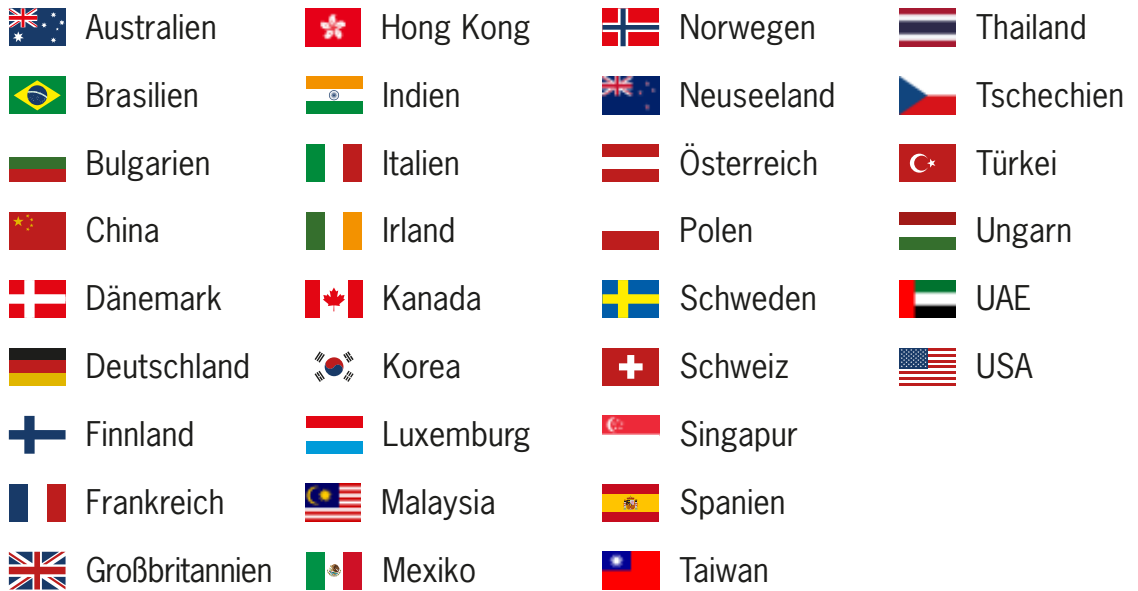 Australien
Brasilien
Bulgarien
China
Dänemark
Deutschland
Finnland
Frankreich
Großbritannien
Hong Kong
Indien
Italien
Irland
Kanada
Korea
Luxemburg
Malaysia
Mexiko
Norwegen
Neuseeland
Österreich
Polen
Schweden
Schweiz
Singapur
Spanien
Taiwan
Thailand
Tschechien
Türkei
Ungarn
UAE
USA